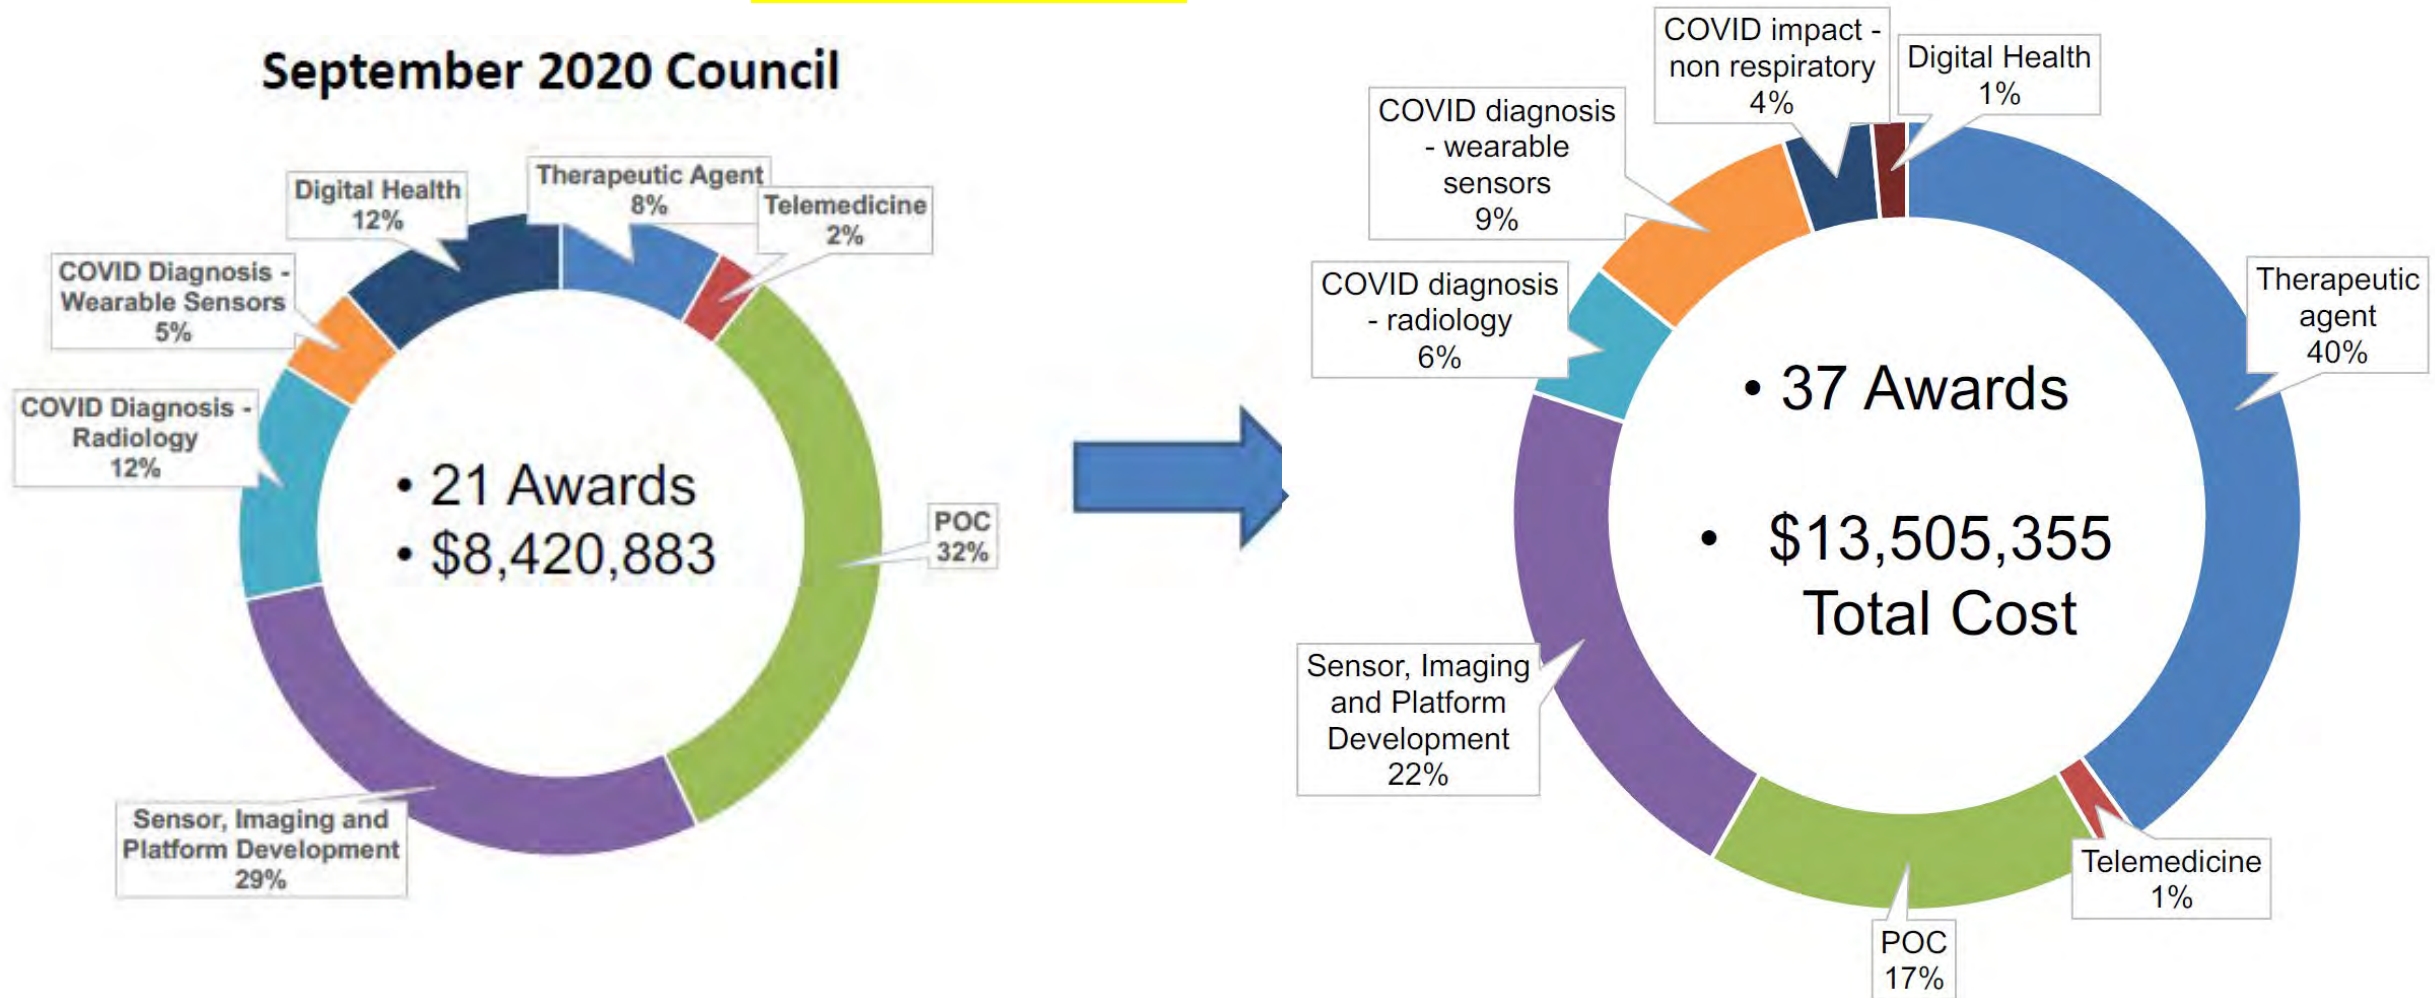 September 2020 Council
Digital Health
12%
Therapeutic Agent
8%
Telemedicine
2%
COVID Diagnosis -
Wearable Sensors
5%
COVID Diagnosis -
Radiology
12%
• 21 Awards
• $8,420,883
POC
32%
Sensor, Imaging and
Platform Development
29%
COVID impact -
non respiratory
4%
Digital Health
1%
COVID diagnosis
- wearable
sensors
9%
COVID diagnosis
- radiology
6%
Therapeutic
agent
40%
• 37 Awards
• $13,505,355
Total Cost
Sensor, Imaging
and Platform
Development
22%
Telemedicine
1%
POC
17%